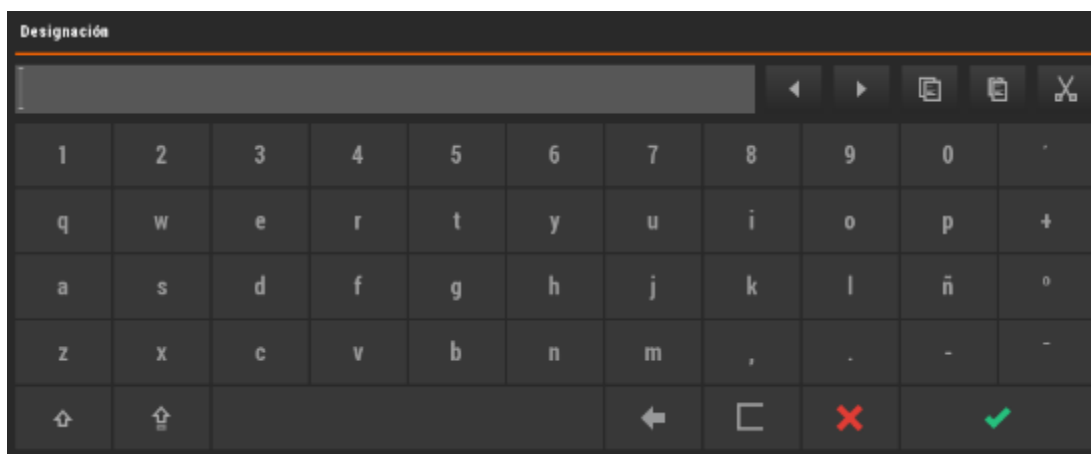 Designación
1 2 3 4 5 6 7 8 9 0 ´
q w e r t y u i o p +
a s d f g h j k l ñ º
z x c v b n m , . - ¯